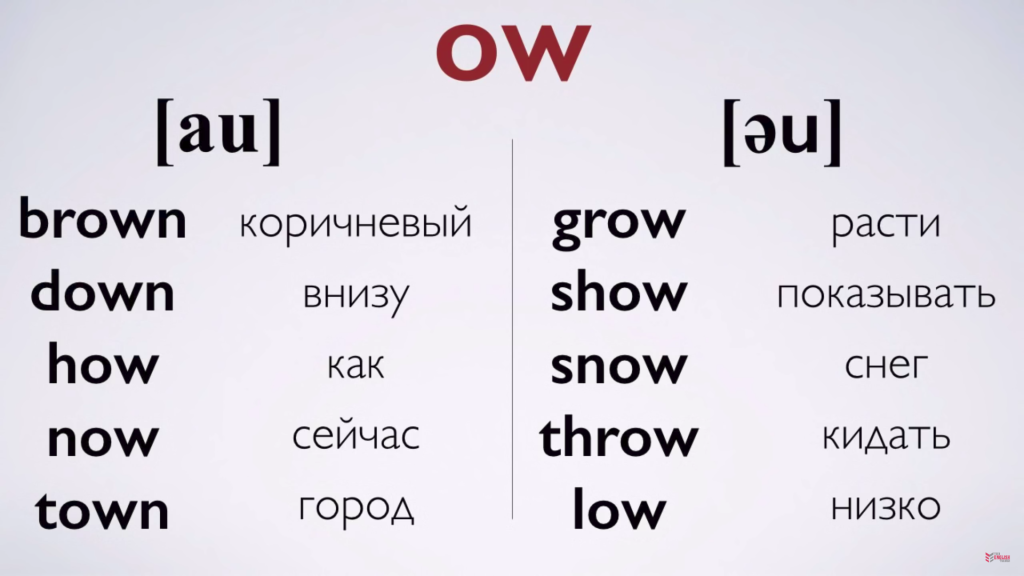 ow
[au]
[əu]
brown коричневый
down внизу
how как
now сейчас
town город
grow расти
show показывать
snow снег
throw кидать
low низко
ENGLISH